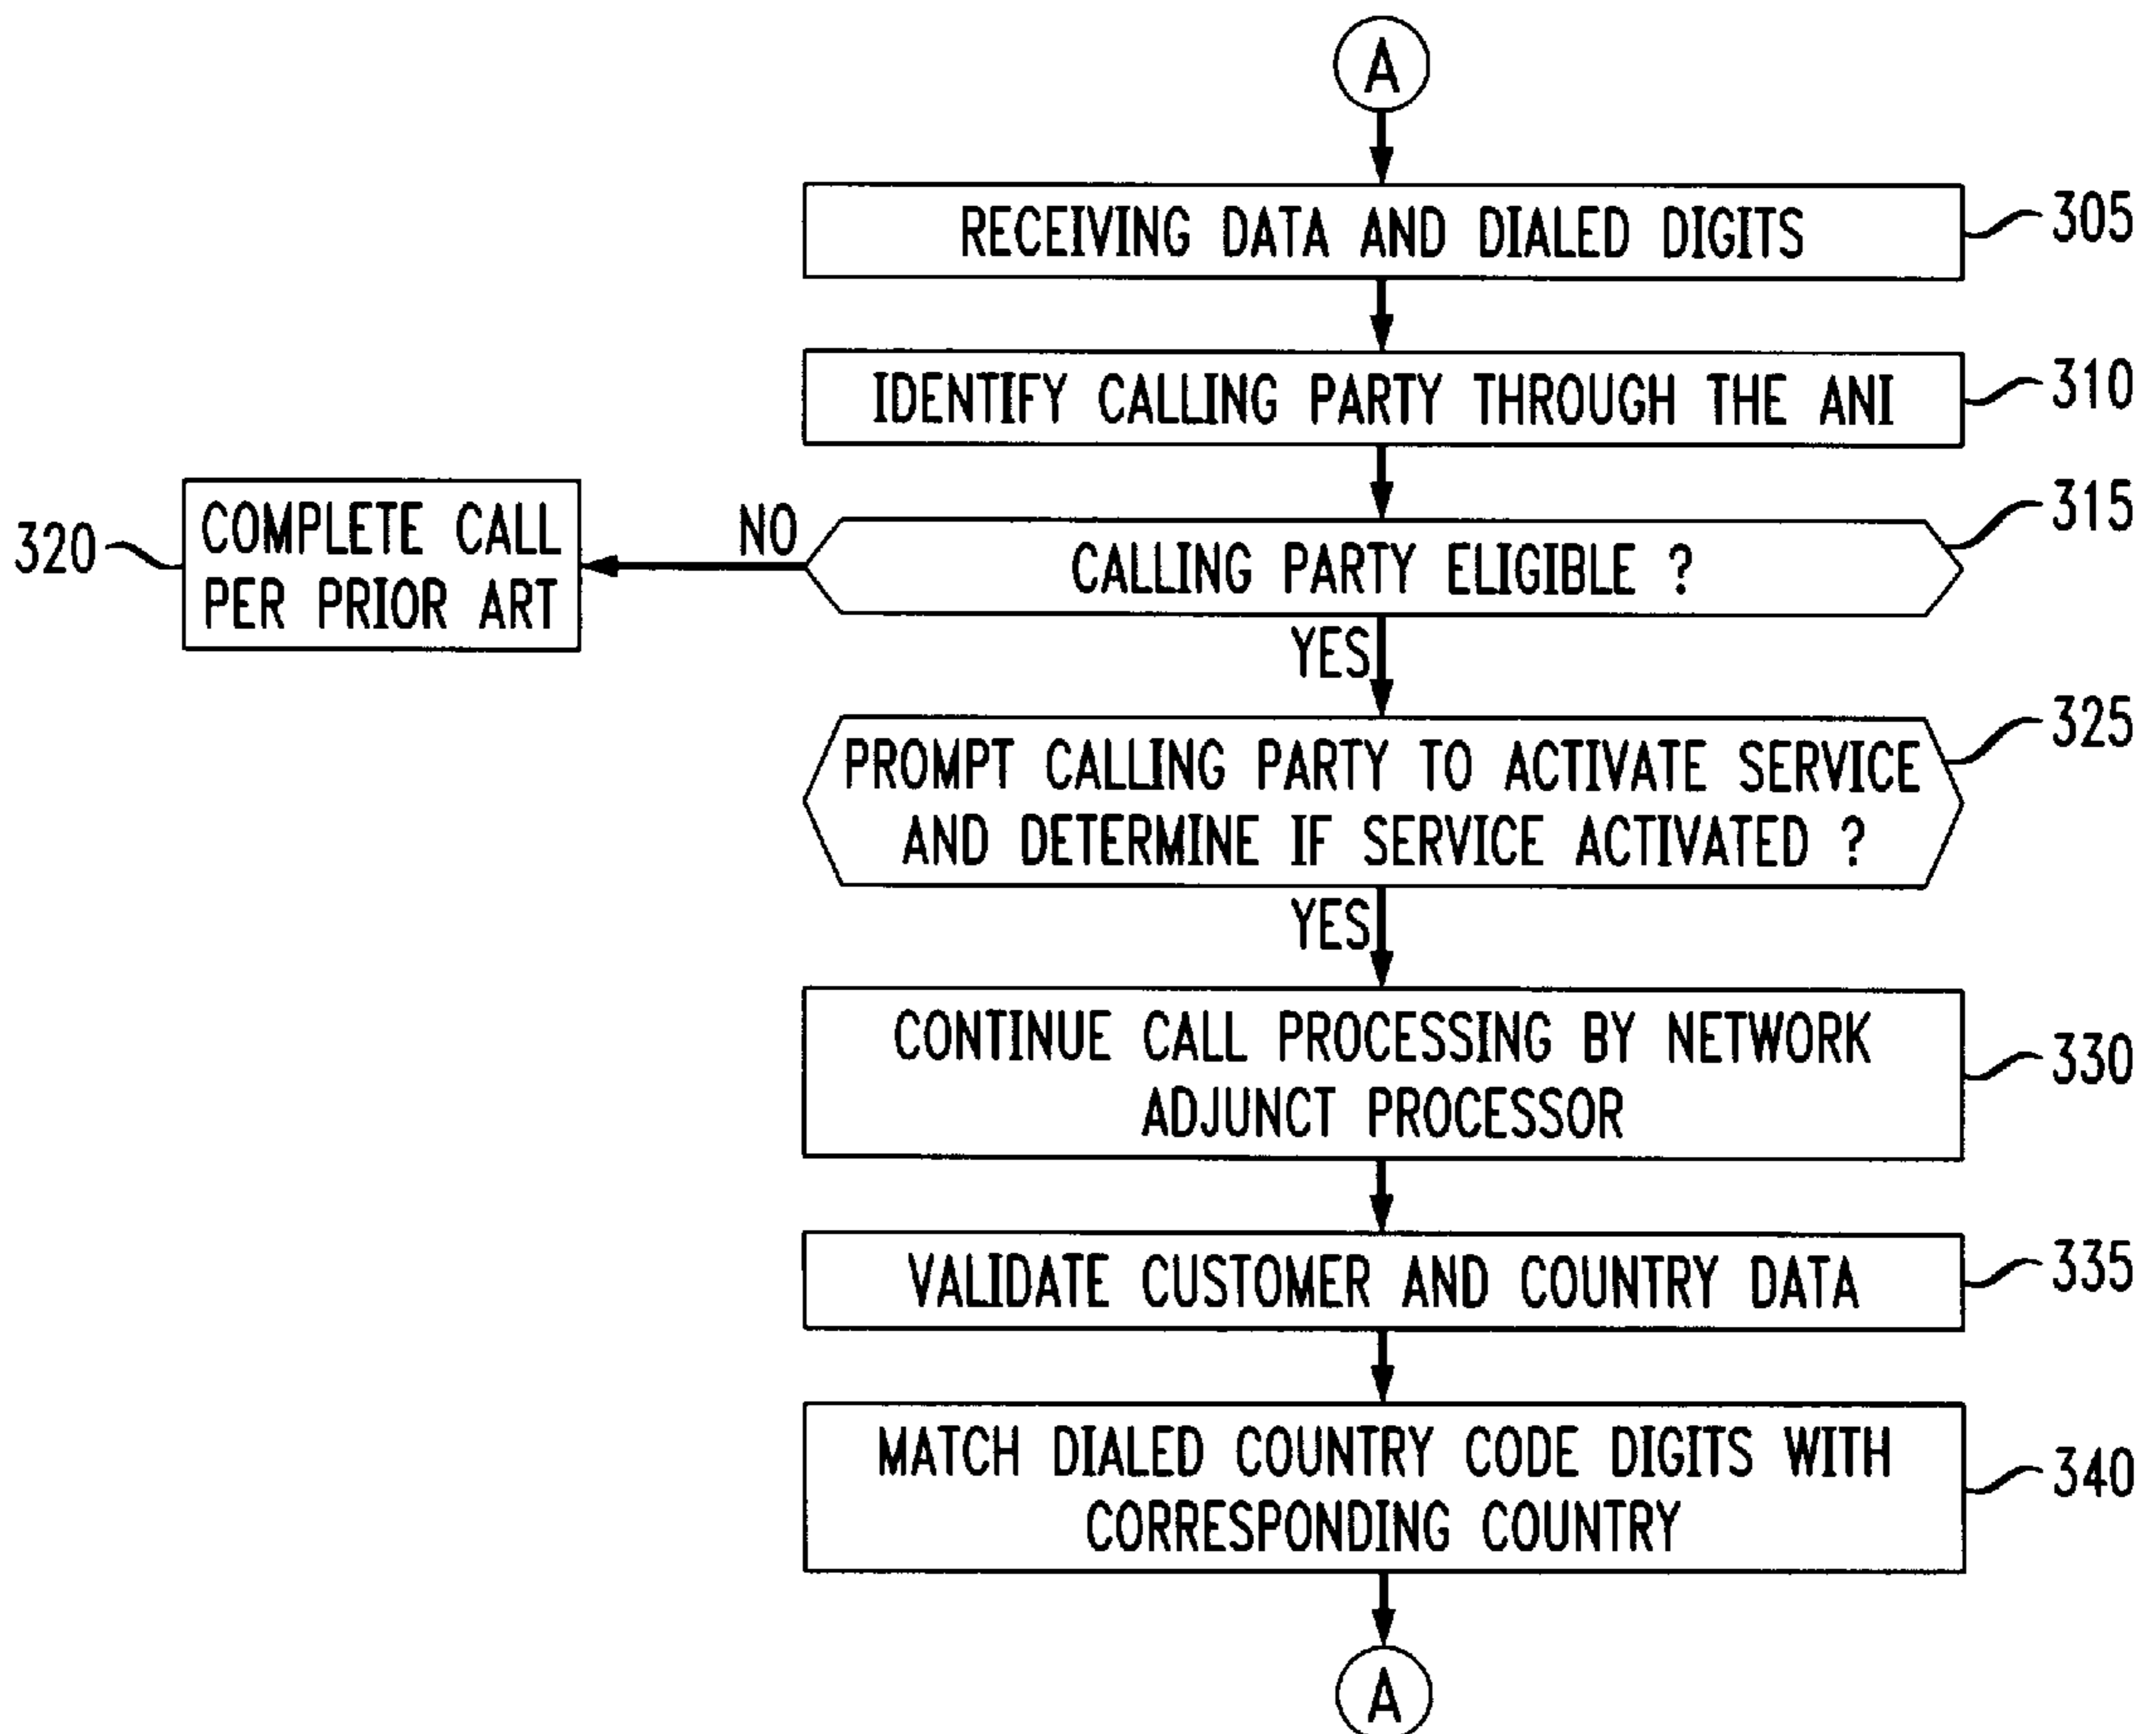 A
RECEIVING DATA AND DIALED DIGITS
305
IDENTIFY CALLING PARTY THROUGH THE ANI
310
CALLING PARTY ELIGIBLE ?
315
NO
COMPLETE CALL
PER PRIOR ART
320
YES
PROMPT CALLING PARTY TO ACTIVATE SERVICE
AND DETERMINE IF SERVICE ACTIVATED ?
325
YES
CONTINUE CALL PROCESSING BY NETWORK
ADJUNCT PROCESSOR
330
VALIDATE CUSTOMER AND COUNTRY DATA
335
MATCH DIALED COUNTRY CODE DIGITS WITH
CORRESPONDING COUNTRY
340
A